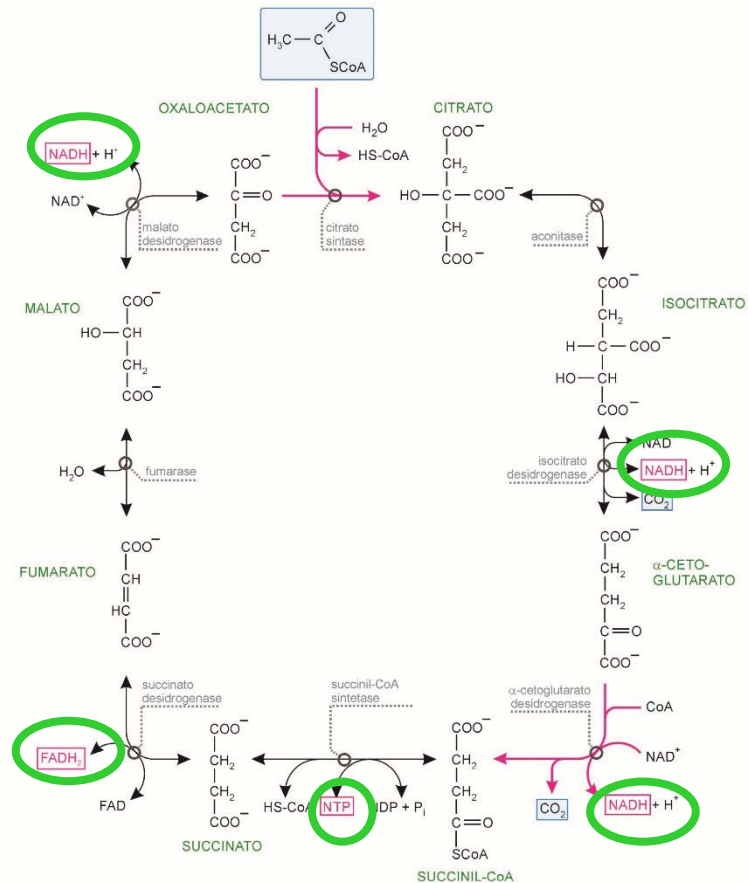 H₃C—C
O
SCoA
OXALOACETATO
CITRATO
H₂O
HS-CoA
NADH + H⁺
NAD⁺
malato
desidrogenase
COO⁻
C=O
CH₂
COO⁻
citrato
sintase
COO⁻
CH₂
HO—C—COO⁻
CH₂
COO⁻
aconitase
MALATO
COO⁻
HO—CH
CH₂
COO⁻
ISOCITRATO
COO⁻
CH₂
H—C—COO⁻
HO—CH
COO⁻
H₂O
fumarase
isocitrato
desidrogenase
NAD⁺
NADH + H⁺
CO₂
FUMARATO
COO⁻
CH
HC
COO⁻
α-CETO-
GLUTARATO
COO⁻
CH₂
CH₂
C=O
COO⁻
succinato
desidrogenase
FADH₂
FAD
COO⁻
CH₂
CH₂
COO⁻
SUCCINATO
succinil-CoA
sintetase
HS-CoA
NTP
NDP + Pᵢ
COO⁻
CH₂
CH₂
C=O
SCoA
SUCCINIL-CoA
α-cetoglutarato
desidrogenase
CoA
NAD⁺
CO₂
NADH + H⁺